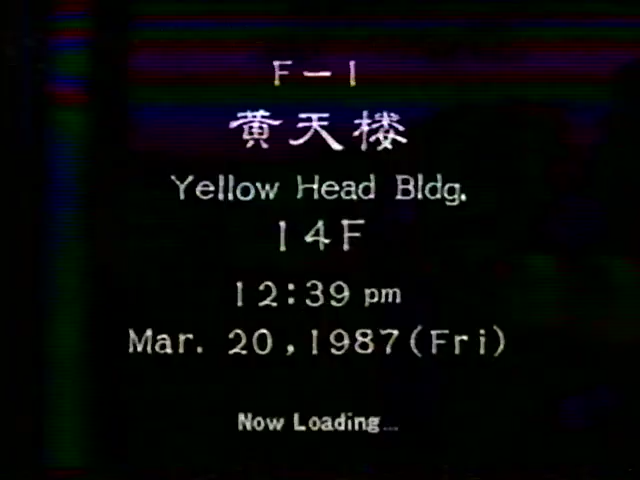 F-1
黄天楼
Yellow Head Bldg.
14F
12:39 pm
Mar. 20,1987(Fri)
Now Loading...